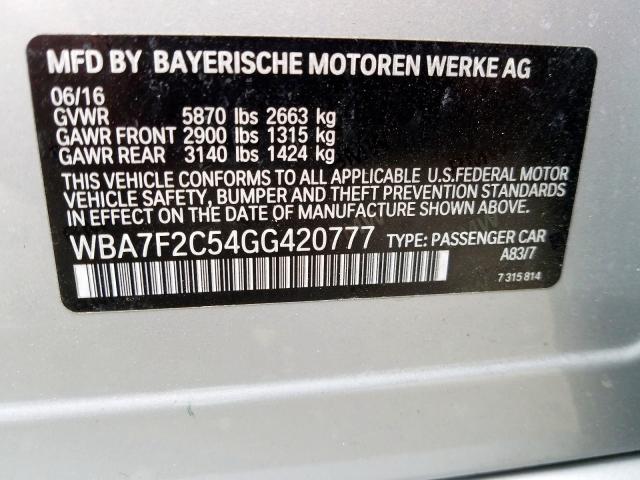 MFD BY BAYERISCHE MOTOREN WERKE AG
06/16
GVWR 5870 lbs 2663 kg
GAWR FRONT 2900 lbs 1315 kg
GAWR REAR 3140 lbs 1424 kg
THIS VEHICLE CONFORMS TO ALL APPLICABLE U.S.FEDERAL MOTOR
VEHICLE SAFETY, BUMPER AND THEFT PREVENTION STANDARDS
IN EFFECT ON THE DATE OF MANUFACTURE SHOWN ABOVE.
WBA7F2C54GG420777 TYPE: PASSENGER CAR
A83/7
7 315 814